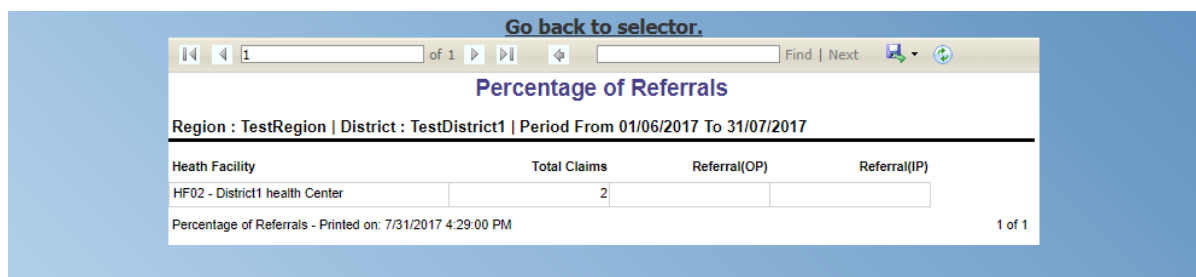 Go back to selector.
1 of 1 Find | Next
Percentage of Referrals
Region : TestRegion | District : TestDistrict1 | Period From 01/06/2017 To 31/07/2017
Heath Facility Total Claims Referral(OP) Referral(IP)
HF02 - District1 health Center 2
Percentage of Referrals - Printed on: 7/31/2017 4:29:00 PM 1 of 1